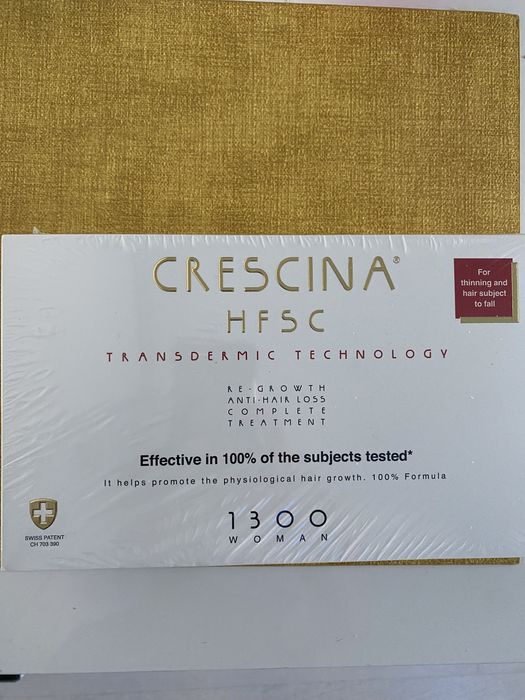 CRESCINA®
HFSC
TRANSDERMIC TECHNOLOGY
For
thinning and
hair subject
to fall
RE-GROWTH
ANTI-HAIR LOSS
COMPLETE
TREATMENT
Effective in 100% of the subjects tested*
It helps promote the physiological hair growth. 100% Formula
1300
WOMAN
SWISS PATENT
CH 703 390